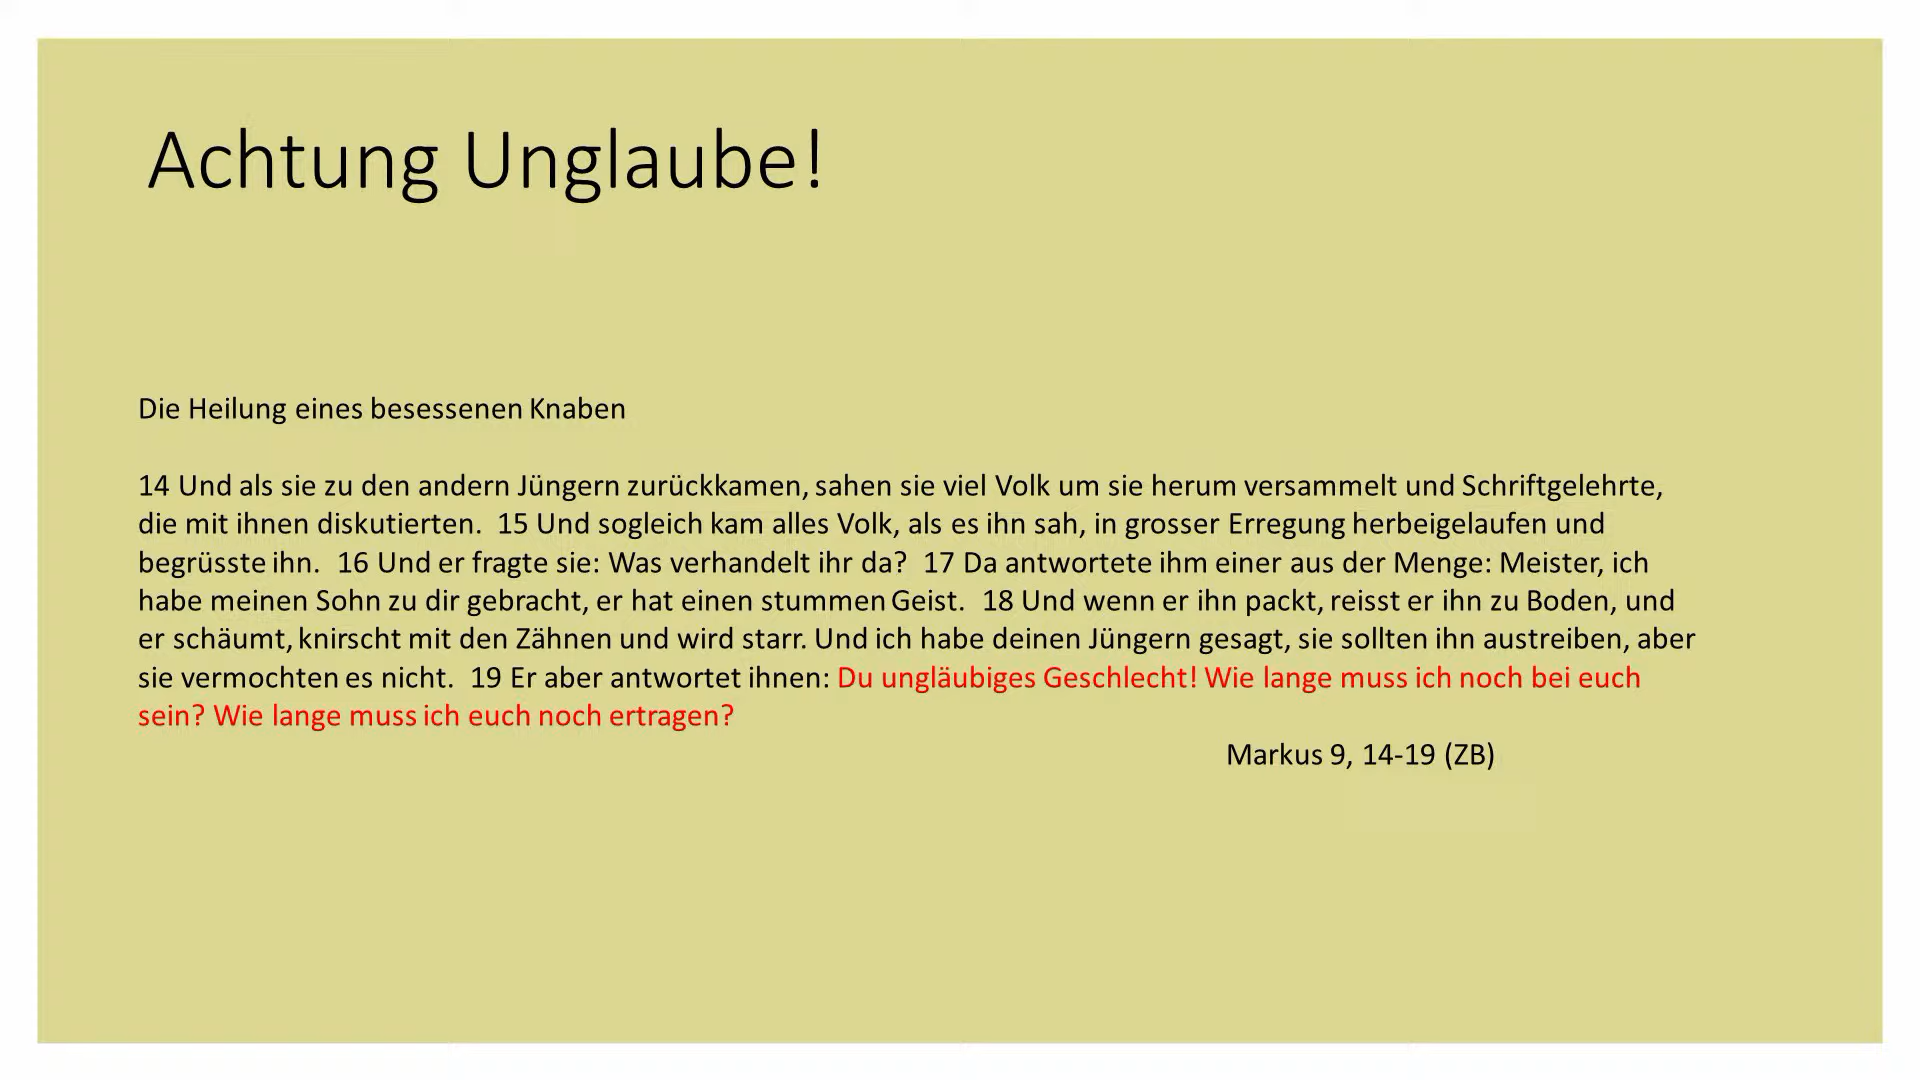 Achtung Unglaube!
Die Heilung eines besessenen Knaben
14 Und als sie zu den andern Jüngern zurückkamen, sahen sie viel Volk um sie herum versammelt und Schriftgelehrte,
die mit ihnen diskutierten.  15 Und sogleich kam alles Volk, als es ihn sah, in grosser Erregung herbeigelaufen und
begrüsste ihn.  16 Und er fragte sie: Was verhandelt ihr da?  17 Da antwortete ihm einer aus der Menge: Meister, ich
habe meinen Sohn zu dir gebracht, er hat einen stummen Geist.  18 Und wenn er ihn packt, reisst er ihn zu Boden, und
er schäumt, knirscht mit den Zähnen und wird starr. Und ich habe deinen Jüngern gesagt, sie sollten ihn austreiben, aber
sie vermochten es nicht.  19 Er aber antwortet ihnen: Du ungläubiges Geschlecht! Wie lange muss ich noch bei euch
sein? Wie lange muss ich euch noch ertragen?
Markus 9, 14-19 (ZB)